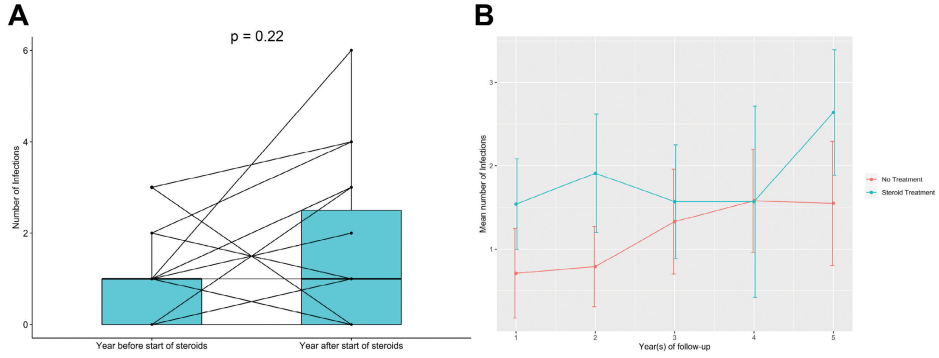 A
p = 0.22
Number of Infections
6
4
2
0
Year before start of steroids
Year after start of steroids
B
Mean number of Infections
3
2
1
1
2
3
4
5
Year(s) of follow-up
No Treatment
Steroid Treatment